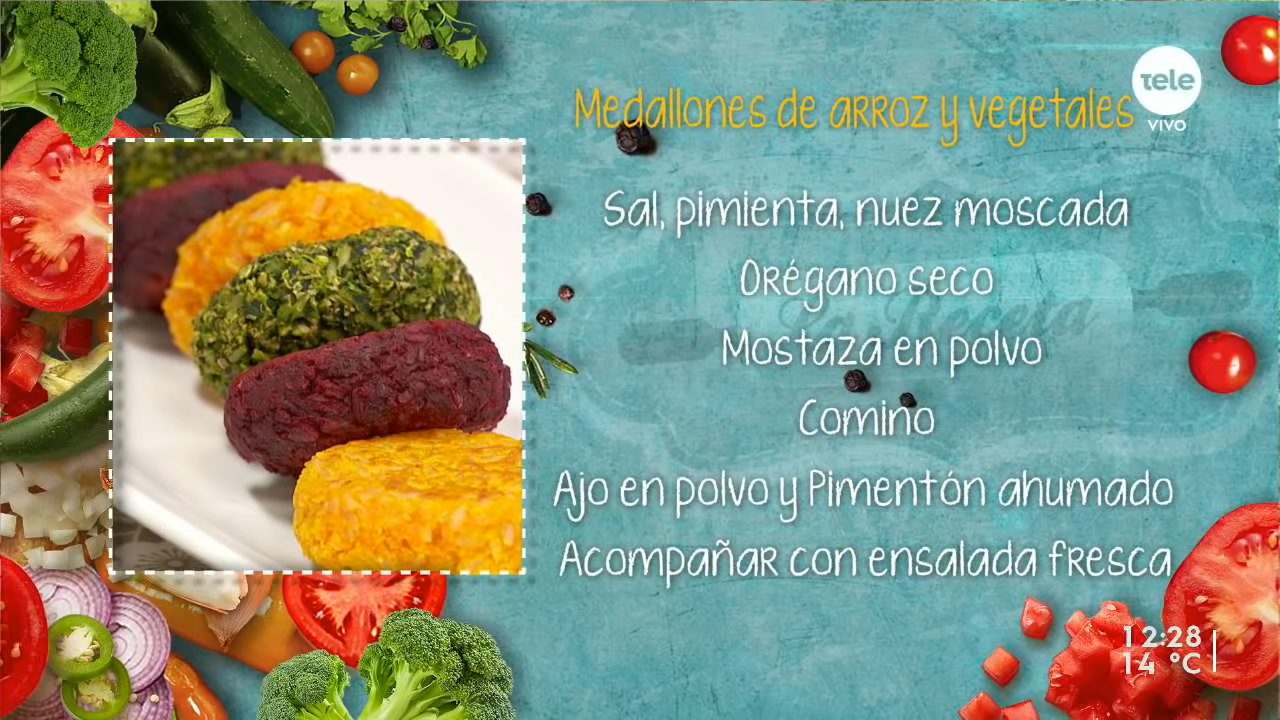 Medallones de arroz y vegetales
tele
VIVO
Sal, pimienta, nuez moscada
Orégano seco
Mostaza en polvo
Comino
Ajo en polvo y Pimentón ahumado
Acompañar con ensalada fresca
12:28
14 °C